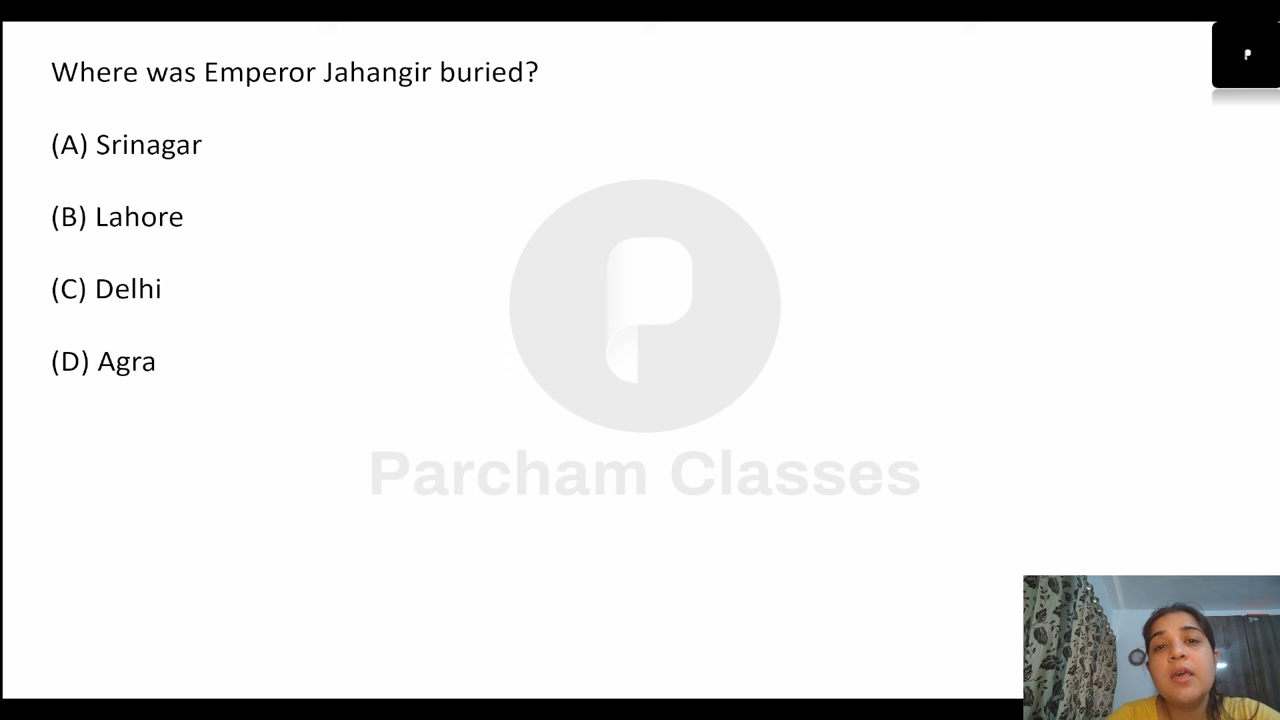 Where was Emperor Jahangir buried?
(A) Srinagar
(B) Lahore
(C) Delhi
(D) Agra
Parcham Classes